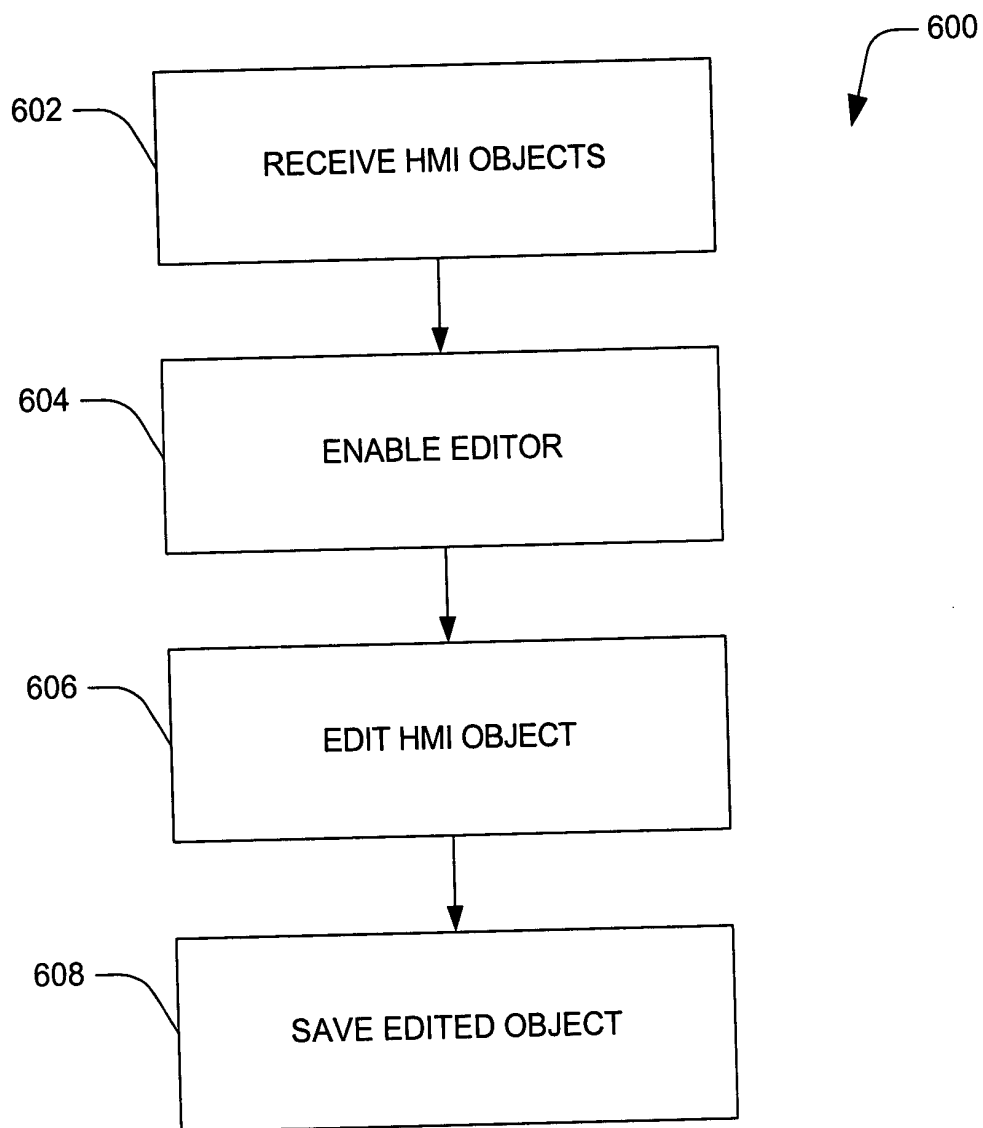 600
602
RECEIVE HMI OBJECTS
604
ENABLE EDITOR
606
EDIT HMI OBJECT
608
SAVE EDITED OBJECT